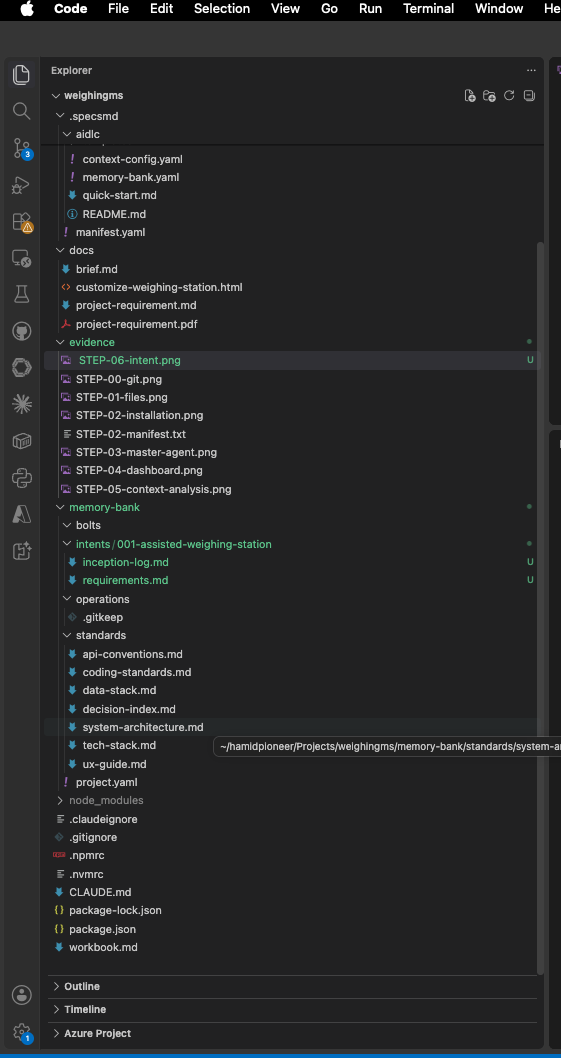 Code File Edit Selection View Go Run Terminal Window He
Explorer ...
weighingms
.specsmd
aidlc
! context-config.yaml
! memory-bank.yaml
3
quick-start.md
README.md
! manifest.yaml
docs
brief.md
<> customize-weighing-station.html
project-requirement.md
project-requirement.pdf
evidence
STEP-06-intent.png U
STEP-00-git.png
STEP-01-files.png
STEP-02-installation.png
STEP-02-manifest.txt
STEP-03-master-agent.png
STEP-04-dashboard.png
STEP-05-context-analysis.png
memory-bank
bolts
intents / 001-assisted-weighing-station
inception-log.md U
requirements.md U
operations
.gitkeep
standards
api-conventions.md
coding-standards.md
data-stack.md
decision-index.md
system-architecture.md
tech-stack.md
~/hamidpioneer/Projects/weighingms/memory-bank/standards/system-ar
ux-guide.md
! project.yaml
node_modules
.claudeignore
.gitignore
.npmrc
.nvmrc
CLAUDE.md
{} package-lock.json
{} package.json
workbook.md
Outline
Timeline
1
Azure Project